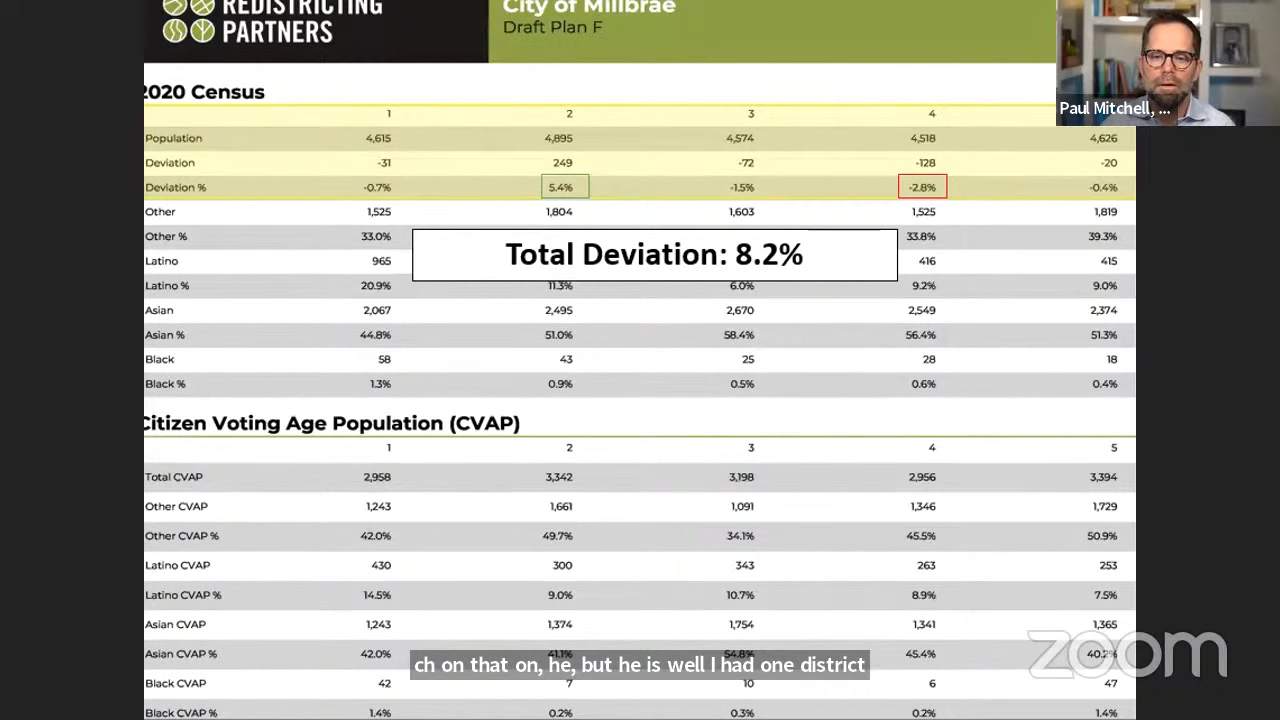 REDISTRICTING
PARTNERS
City of Millbrae
Draft Plan F
Paul Mitchell, ...
2020 Census
1 2 3 4
Population 4,615 4,895 4,574 4,518 4,626
Deviation -31 249 -72 -128 -20
Deviation % -0.7% 5.4% -1.5% -2.8% -0.4%
Other 1,525 1,804 1,603 1,525 1,819
Other % 33.0% 33.8% 39.3%
Total Deviation: 8.2%
Latino 965 416 415
Latino % 20.9% 11.3% 6.0% 9.2% 9.0%
Asian 2,067 2,495 2,670 2,549 2,374
Asian % 44.8% 51.0% 58.4% 56.4% 51.3%
Black 58 43 25 28 18
Black % 1.3% 0.9% 0.5% 0.6% 0.4%
Citizen Voting Age Population (CVAP)
1 2 3 4 5
Total CVAP 2,958 3,342 3,198 2,956 3,394
Other CVAP 1,243 1,661 1,091 1,346 1,729
Other CVAP % 42.0% 49.7% 34.1% 45.5% 50.9%
Latino CVAP 430 300 343 263 253
Latino CVAP % 14.5% 9.0% 10.7% 8.9% 7.5%
Asian CVAP 1,243 1,374 1,754 1,341 1,365
Asian CVAP % 42.0% 41.1% 54.8% 45.4% 40.2%
ch on that on, he, but he is well I had one district
zoom
Black CVAP 42 7 10 6 47
Black CVAP % 1.4% 0.2% 0.3% 0.2% 1.4%